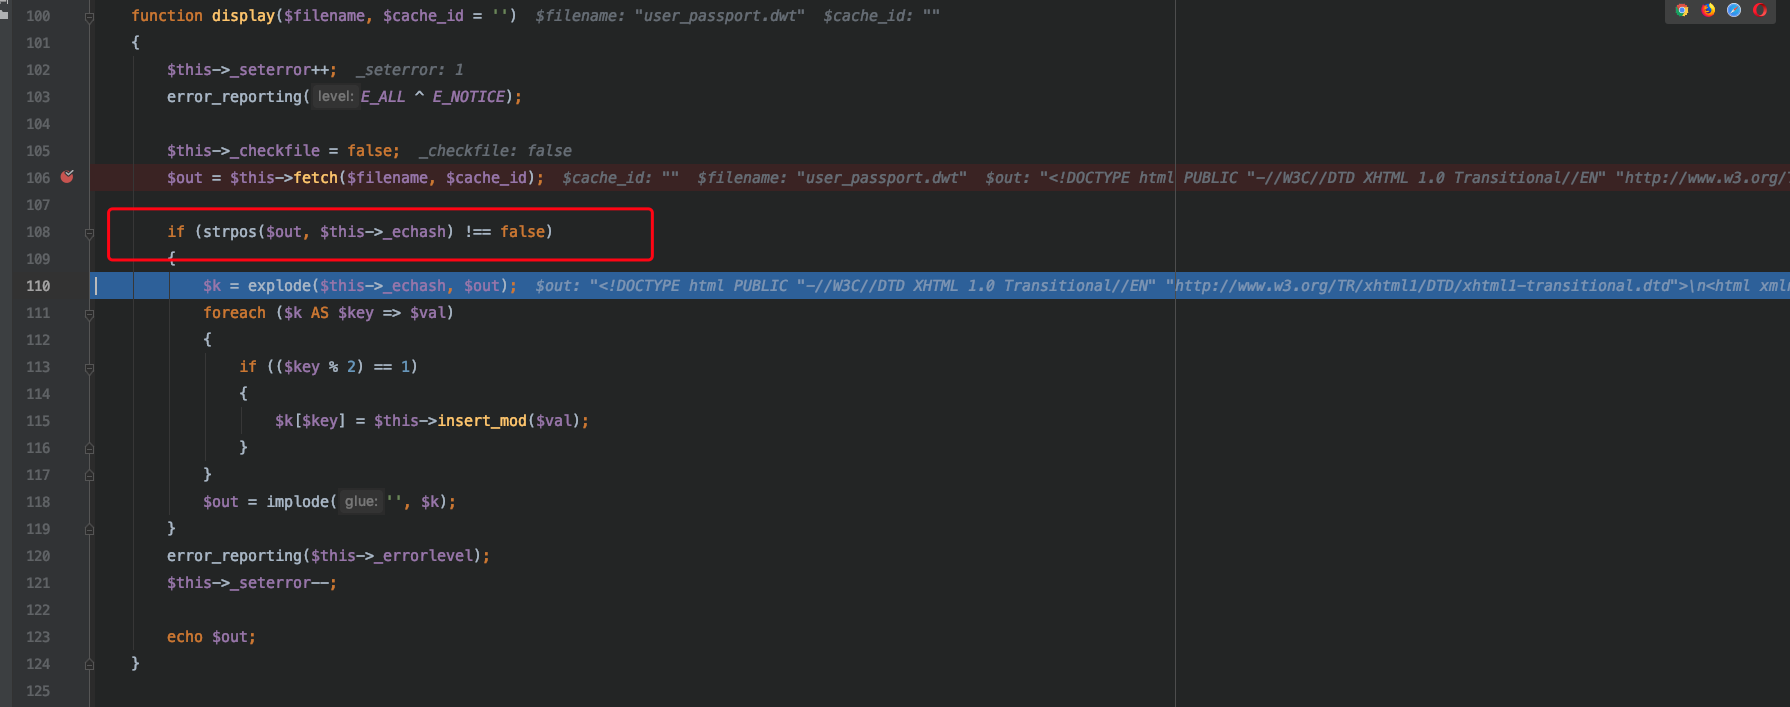 100 function display($filename, $cache_id = '') $filename: "user_passport.dwt" $cache_id: ""
101 {
102 $this->_seterror++; _seterror: 1
103 error_reporting( level: E_ALL ^ E_NOTICE);
104
105 $this->_checkfile = false; _checkfile: false
106 $out = $this->fetch($filename, $cache_id); $cache_id: "" $filename: "user_passport.dwt" $out: "<!DOCTYPE html PUBLIC "-//W3C//DTD XHTML 1.0 Transitional//EN" "http://www.w3.org/T
107
108 if (strpos($out, $this->_echash) !== false)
109 {
110 $k = explode($this->_echash, $out); $out: "<!DOCTYPE html PUBLIC "-//W3C//DTD XHTML 1.0 Transitional//EN" "http://www.w3.org/TR/xhtml1/DTD/xhtml1-transitional.dtd">\n<html xml
111 foreach ($k AS $key => $val)
112 {
113 if (($key % 2) == 1)
114 {
115 $k[$key] = $this->insert_mod($val);
116 }
117 }
118 $out = implode( glue: '', $k);
119 }
120 error_reporting($this->_errorlevel);
121 $this->_seterror--;
122
123 echo $out;
124 }
125